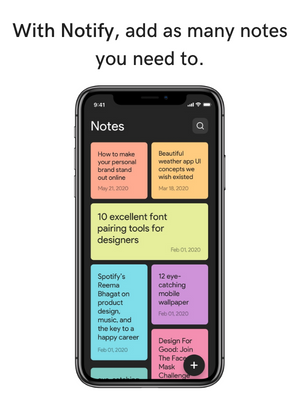 With Notify, add as many notes
you need to.
9:41
Notes
How to make
your personal
brand stand
out online
May 21, 2020
Beautiful
weather app UI
concepts we
wish existed
Mar 18, 2020
10 excellent font
pairing tools for
designers
Feb 01, 2020
Spotify's
Reema
Bhagat on
product
design,
music, and
the key to a
happy career
Feb 01, 2020
12 eye-
catching
mobile
wallpaper
Feb 01, 2020
Design For
Good: Join
The Face
Mask
Challenge